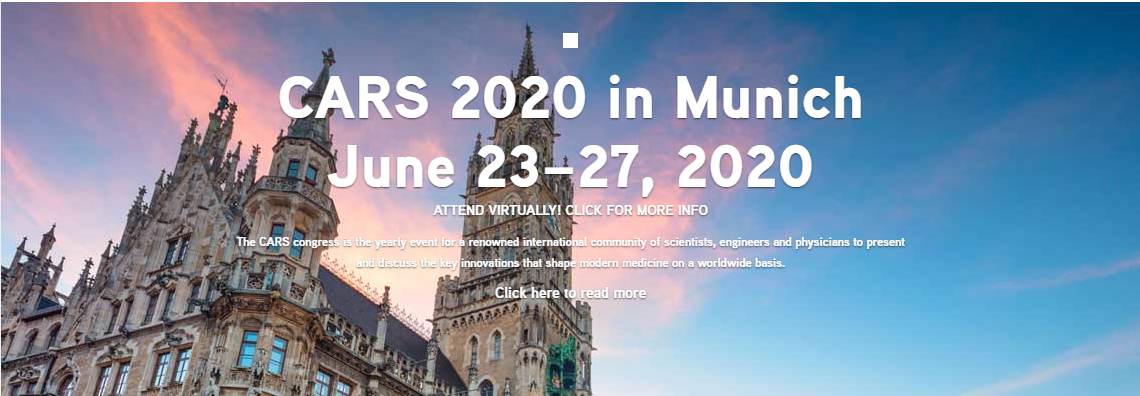 CARS 2020 in Munich
June 23–27, 2020
ATTEND VIRTUALLY! CLICK FOR MORE INFO
The CARS congress is the yearly event for a renowned international community of scientists, engineers and physicians to present
and discuss the key innovations that shape modern medicine on a worldwide basis.
Click here to read more